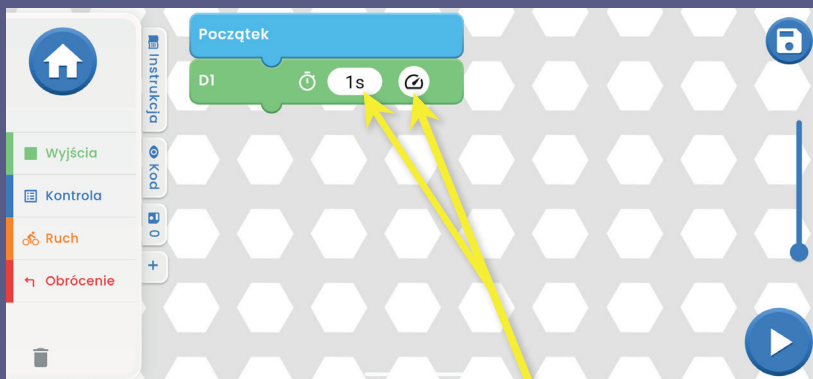 Początek
D1 1s
Instrukcja
Kod
0
+
Wyjścia
Kontrola
Ruch
Obrócenie